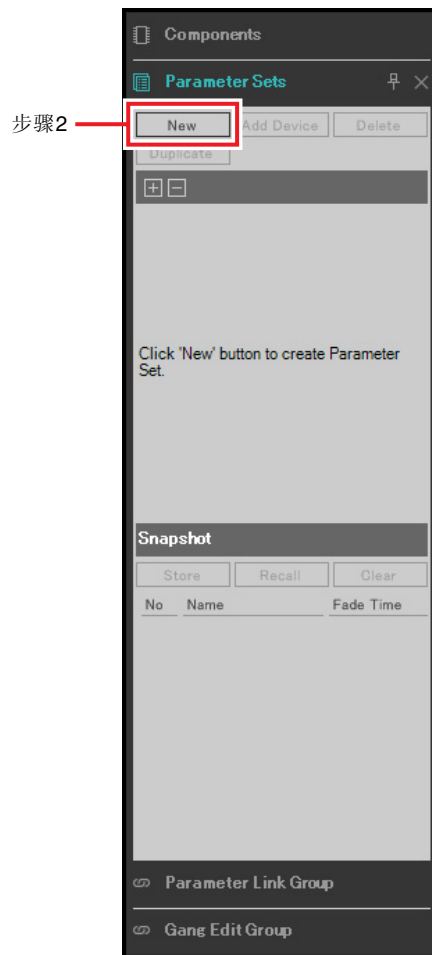 Components
Parameter Sets
步骤2
New Add Device Delete
Duplicate
Click 'New' button to create Parameter
Set.
Snapshot
Store Recall Clear
No Name Fade Time
Parameter Link Group
Gang Edit Group